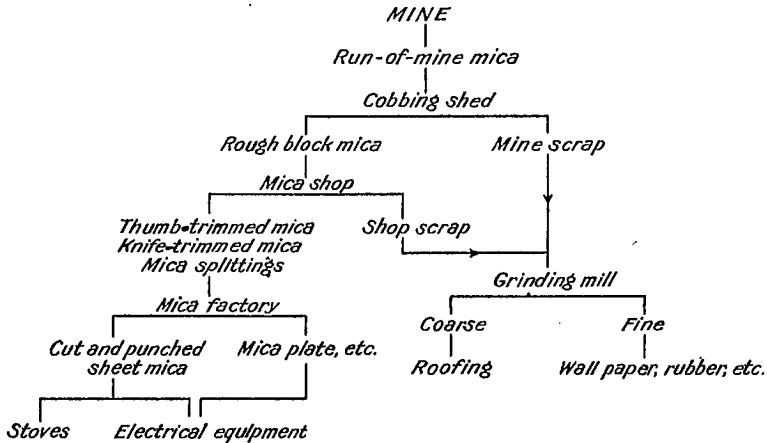 MINE
Run-of-mine mica
Cobbing shed
Rough block mica
Mine scrap
Mica shop
Thumb-trimmed mica
Knife-trimmed mica
Mica splittings
Shop scrap
Grinding mill
Mica factory
Coarse
Fine
Cut and punched
sheet mica
Mica plate, etc.
Roofing
Wall paper, rubber, etc.
Stoves
Electrical equipment